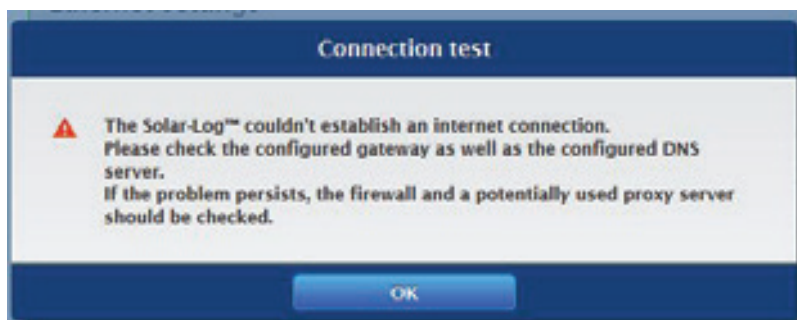 Connection test
The Solar-Log™ couldn't establish an internet connection.
Please check the configured gateway as well as the configured DNS
server.
If the problem persists, the firewall and a potentially used proxy server
should be checked.
OK